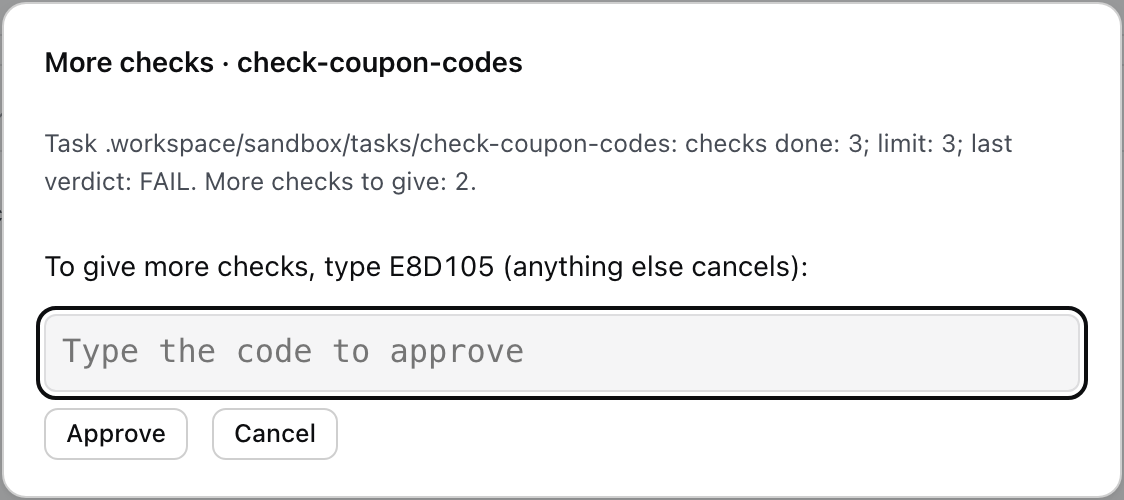 More checks · check-coupon-codes
Task .workspace/sandbox/tasks/check-coupon-codes: checks done: 3; limit: 3; last
verdict: FAIL. More checks to give: 2.
To give more checks, type E8D105 (anything else cancels):
Type the code to approve
Approve Cancel